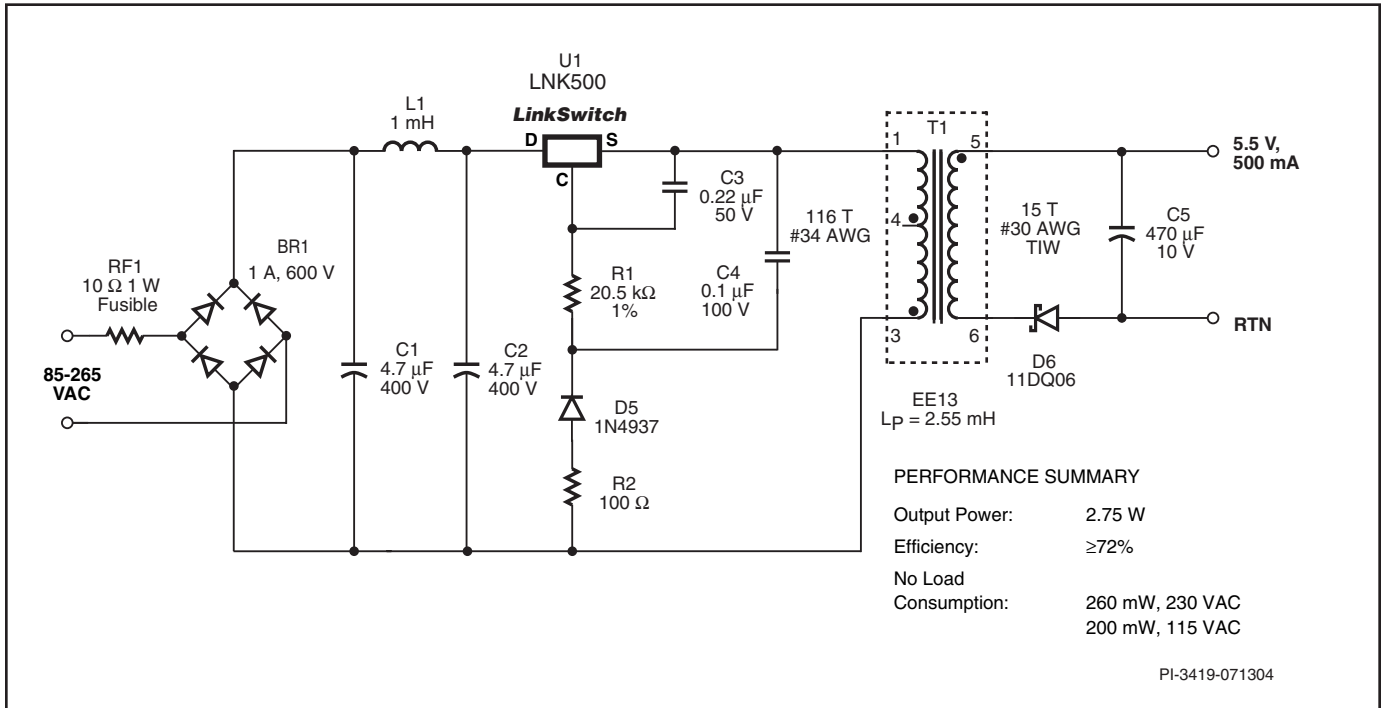 U1
LNK500
LinkSwitch
L1
1 mH
D
S
C
C3
0.22 μF
50 V
T1
1
5
4
3
6
5.5 V,
500 mA
116 T
#34 AWG
15 T
#30 AWG
TIW
C5
470 μF
10 V
BR1
1 A, 600 V
RF1
10 Ω 1 W
Fusible
R1
20.5 kΩ
1%
C4
0.1 μF
100 V
RTN
85-265
VAC
C1
4.7 μF
400 V
C2
4.7 μF
400 V
D5
1N4937
D6
11DQ06
EE13
LP = 2.55 mH
R2
100 Ω
PERFORMANCE SUMMARY
Output Power: 2.75 W
Efficiency: ≥72%
No Load
Consumption: 260 mW, 230 VAC
200 mW, 115 VAC
PI-3419-071304